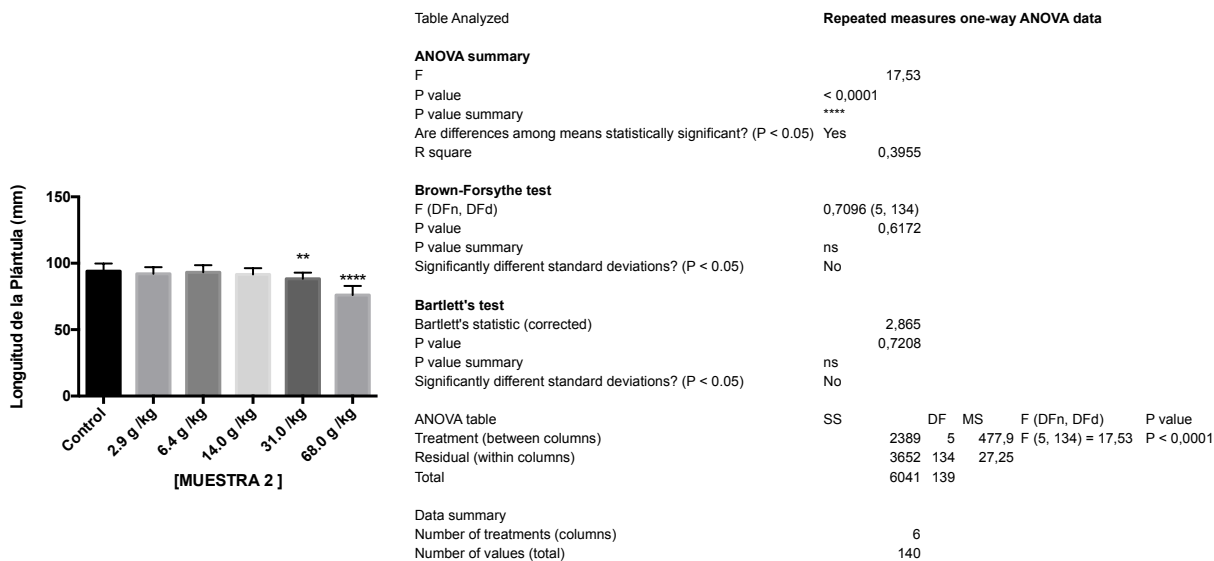 Longuitud de la Plántula (mm)
150
100
50
0
**
****
Control
2.9 g /kg
6.4 g /kg
14.0 g /kg
31.0 /kg
68.0 g /kg
[MUESTRA 2 ]
Table Analyzed Repeated measures one-way ANOVA data
ANOVA summary
F 17,53
P value < 0,0001
P value summary ****
Are differences among means statistically significant? (P < 0.05) Yes
R square 0,3955
Brown-Forsythe test
F (DFn, DFd) 0,7096 (5, 134)
P value 0,6172
P value summary ns
Significantly different standard deviations? (P < 0.05) No
Bartlett's test
Bartlett's statistic (corrected) 2,865
P value 0,7208
P value summary ns
Significantly different standard deviations? (P < 0.05) No
ANOVA table SS DF MS F (DFn, DFd) P value
Treatment (between columns) 2389 5 477,9 F (5, 134) = 17,53 P < 0,0001
Residual (within columns) 3652 134 27,25
Total 6041 139
Data summary
Number of treatments (columns) 6
Number of values (total) 140